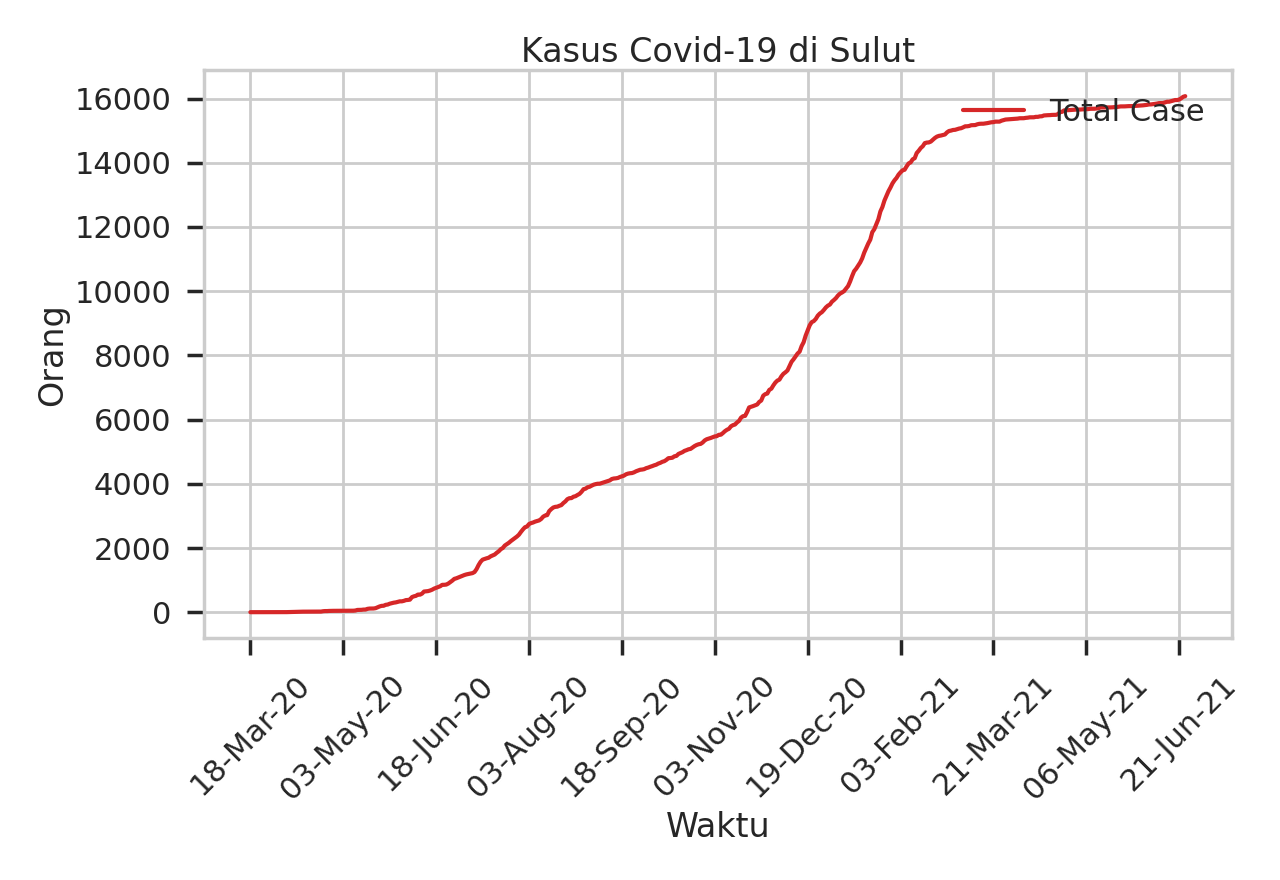 Kasus Covid-19 di Sulut
16000
14000
12000
10000
8000
6000
4000
2000
0
Orang
Total Case
18-Mar-20
03-May-20
18-Jun-20
03-Aug-20
18-Sep-20
03-Nov-20
19-Dec-20
03-Feb-21
21-Mar-21
06-May-21
21-Jun-21
Waktu